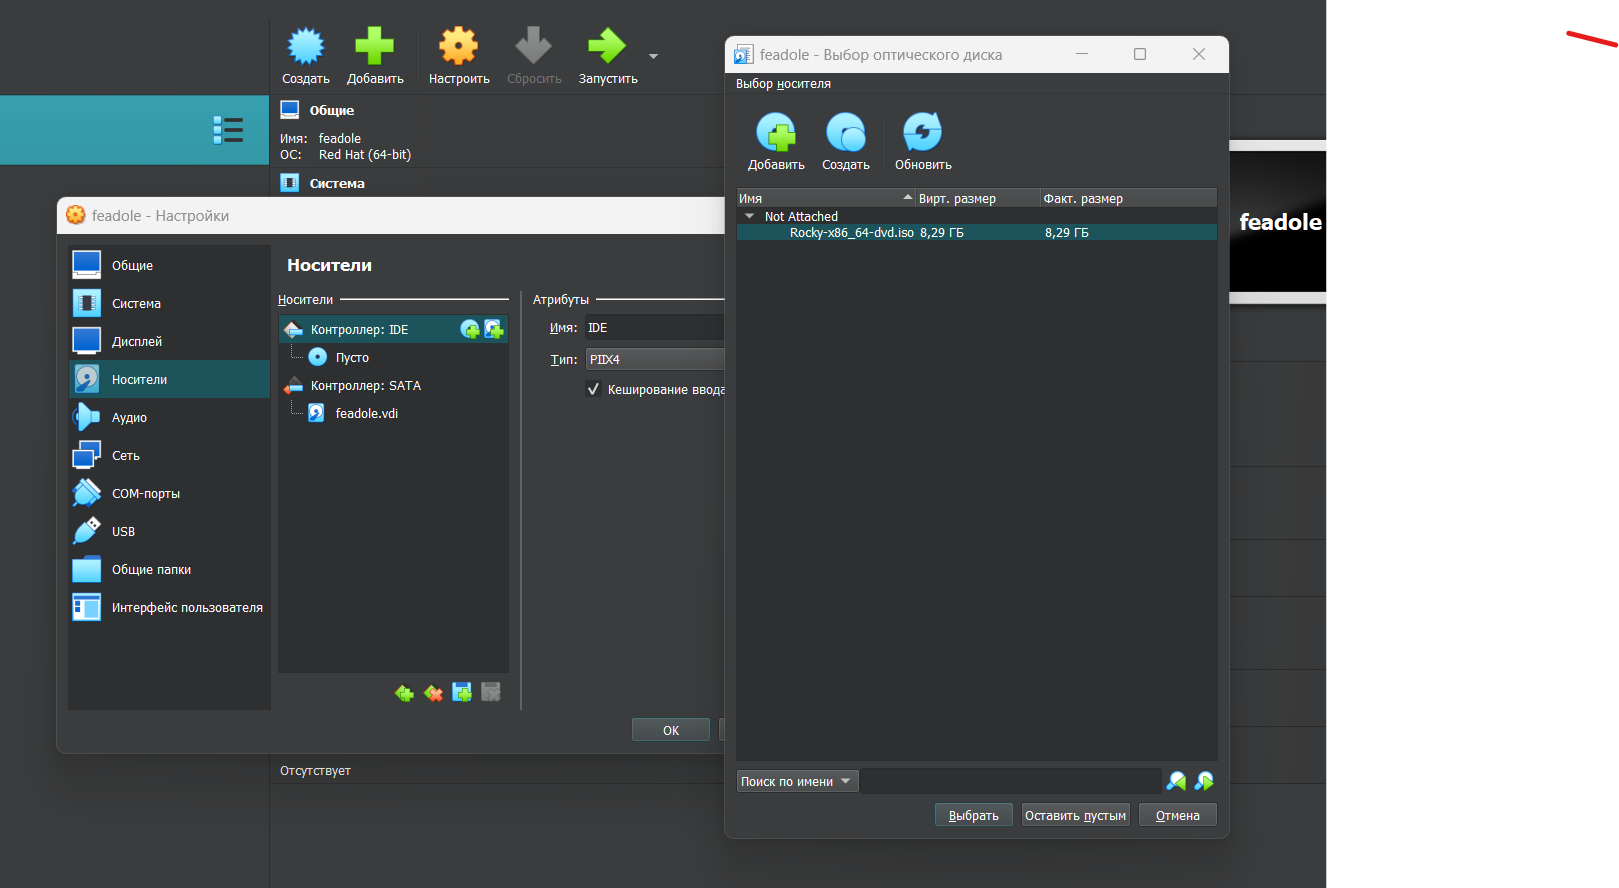 Создать
Добавить
Настроить
Сбросить
Запустить
Общие
Имя: feadole
ОС: Red Hat (64-bit)
Система
feadole - Настройки
Общие
Система
Дисплей
Носители
Аудио
Сеть
COM-порты
USB
Общие папки
Интерфейс пользователя
Носители
Носители
Контроллер: IDE
Пусто
Контроллер: SATA
feadole.vdi
Атрибуты
Имя: IDE
Тип: PIIX4
Кеширование ввода
OK
Отсутствует
feadole - Выбор оптического диска
Выбор носителя
Добавить
Создать
Обновить
Имя Вирт. размер Факт. размер
Not Attached
Rocky-x86_64-dvd.iso 8,29 ГБ 8,29 ГБ
Поиск по имени
Выбрать
Оставить пустым
Отмена
feadole